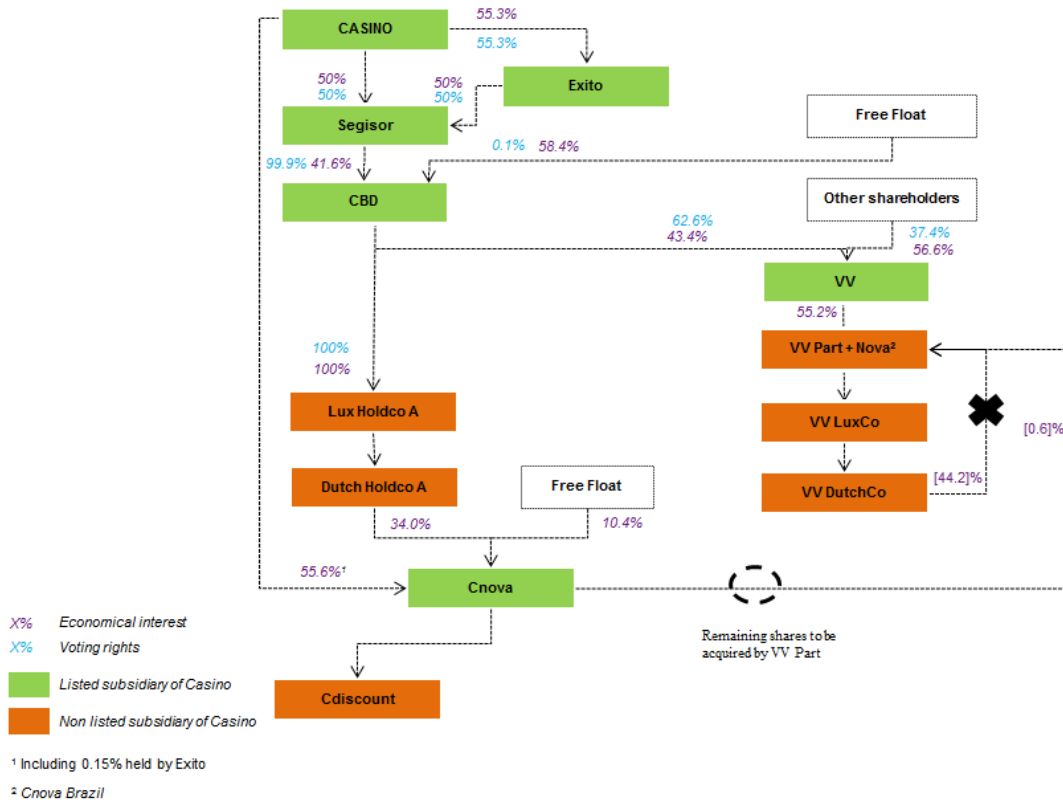 55.3%
CASINO
55.3%
50%
50%
50%
50%
Exito
Segisor
Free Float
0.1% 58.4%
99.9% 41.6%
CBD
Other shareholders
62.6%
43.4%
37.4%
56.6%
VV
55.2%
100%
100%
VV Part + Nova²
Lux Holdco A
VV LuxCo
[0.6]%
Dutch Holdco A
Free Float
VV DutchCo
[44.2]%
34.0%
10.4%
55.6%¹
Cnova
X% Economical interest
X% Voting rights
Remaining shares to be
acquired by VV Part
Listed subsidiary of Casino
Cdiscount
Non listed subsidiary of Casino
¹ Including 0.15% held by Exito
² Cnova Brazil